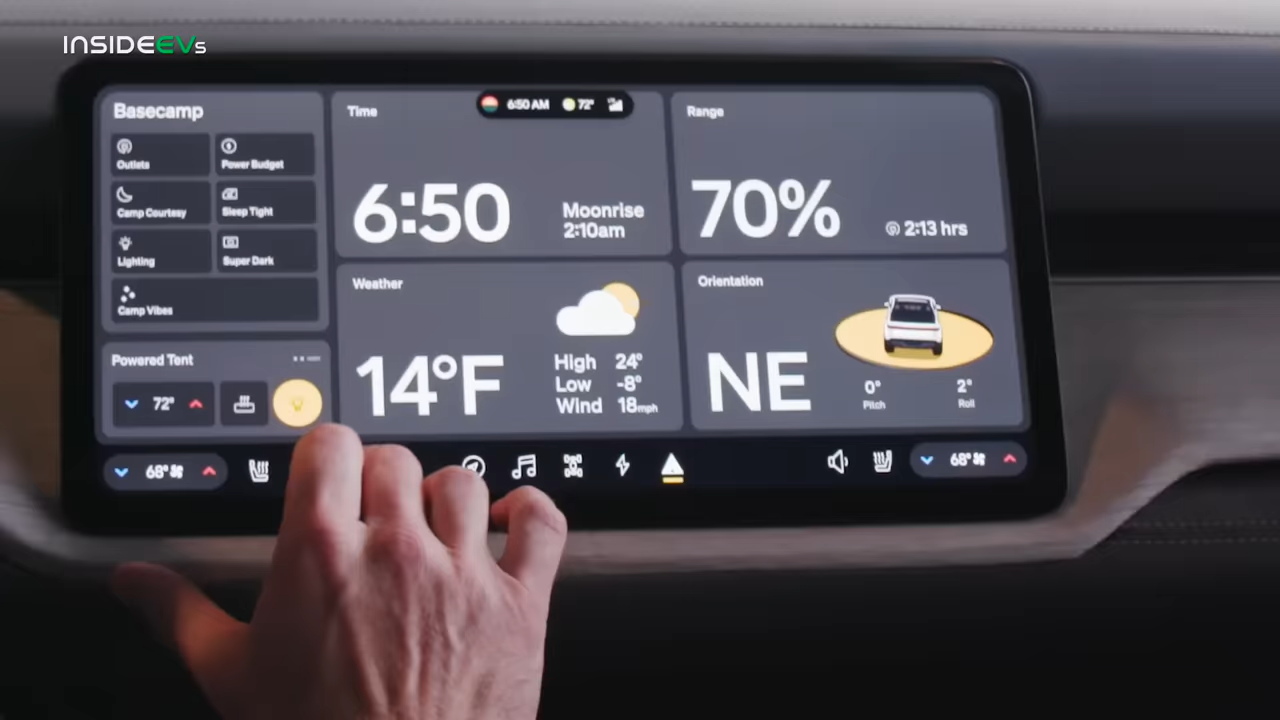 INSIDEEVs
6:50 AM 72°
Basecamp
Outlets
Power Budget
Camp Courtesy
Sleep Tight
Lighting
Super Dark
Camp Vibes
Powered Tent
72°
Time
6:50
Moonrise
2:10am
Range
70%
2:13 hrs
Weather
14°F
High 24°
Low -8°
Wind 18mph
Orientation
NE
0°
Pitch
2°
Roll
68°
68°